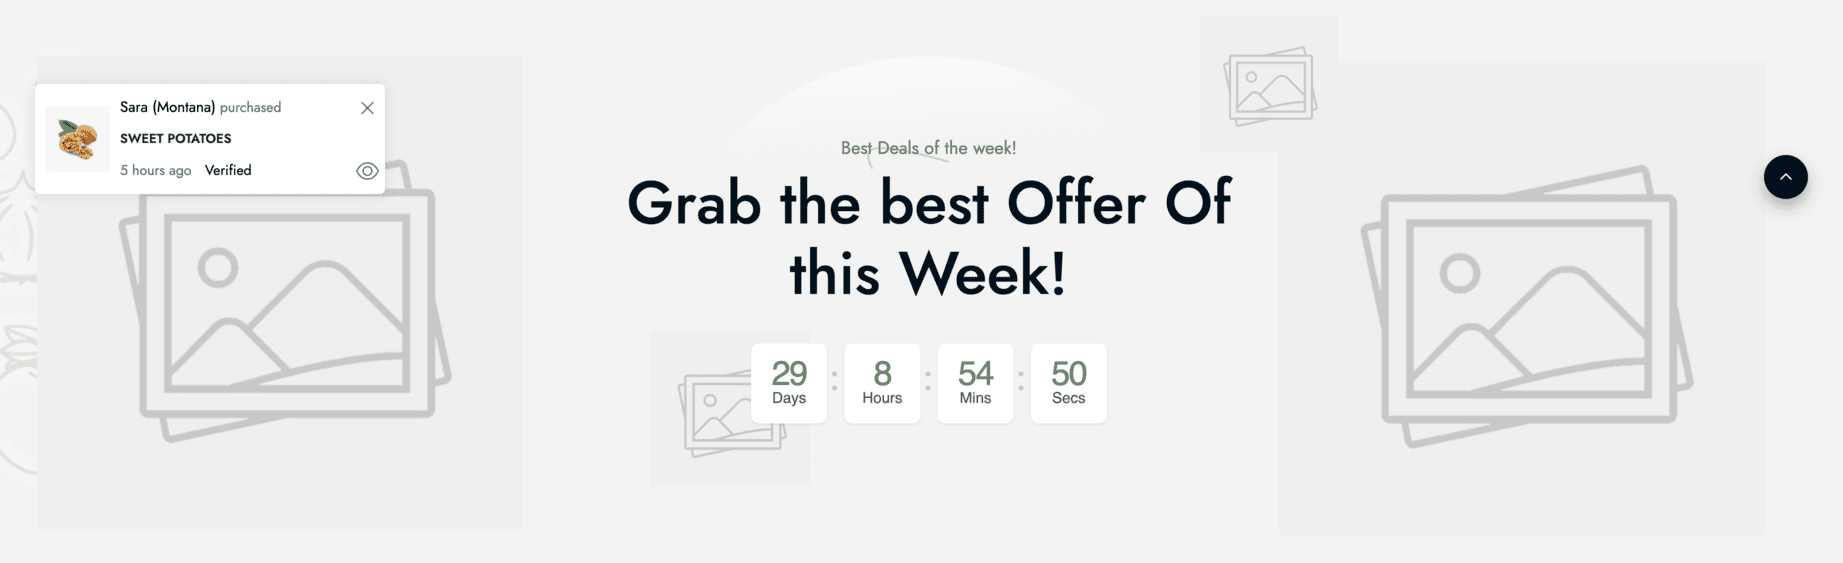 Sara (Montana) purchased
SWEET POTATOES
5 hours ago Verified
Best Deals of the week!
Grab the best Offer Of
this Week!
29 : 8 : 54 : 50
Days Hours Mins Secs